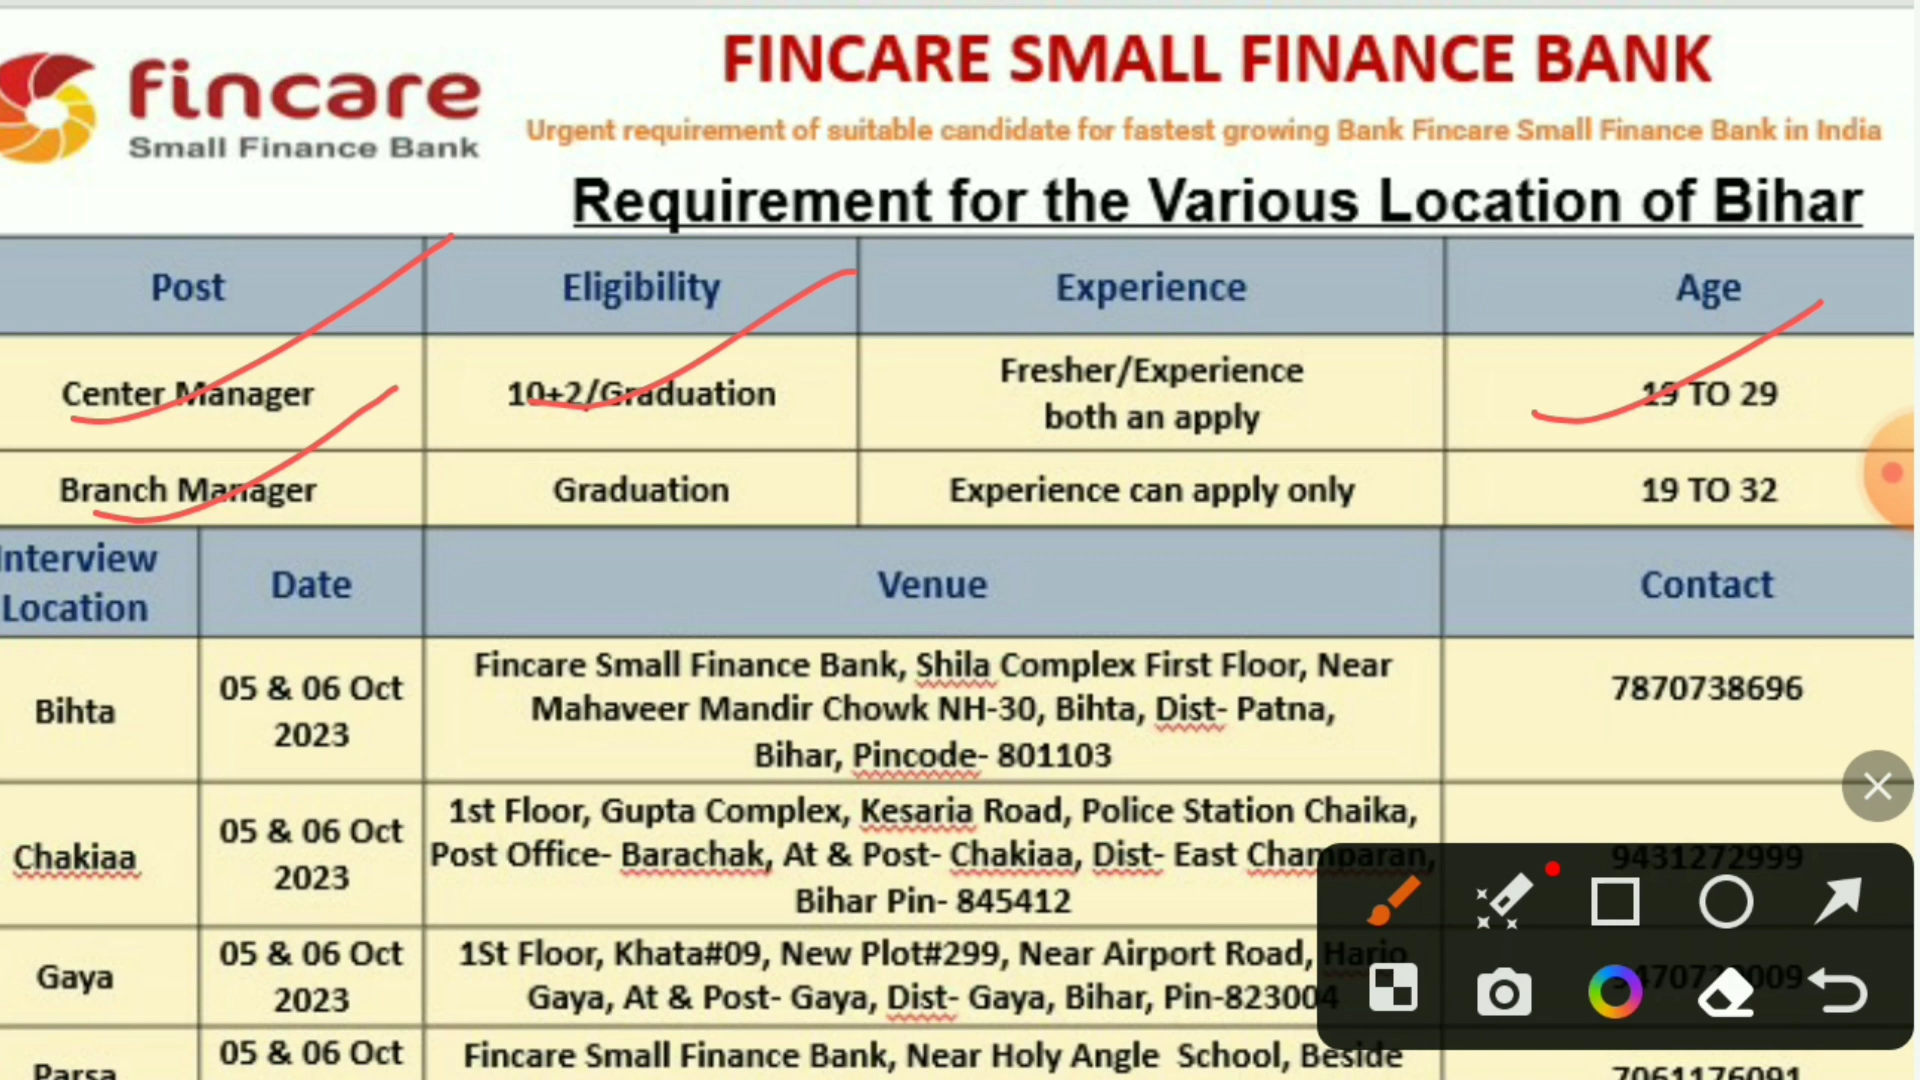 fincare
Small Finance Bank
FINCARE SMALL FINANCE BANK
Urgent requirement of suitable candidate for fastest growing Bank Fincare Small Finance Bank in India
Requirement for the Various Location of Bihar
Post Eligibility Experience Age
Center Manager 10+2/Graduation Fresher/Experience both an apply 19 TO 29
Branch Manager Graduation Experience can apply only 19 TO 32
Interview Location Date Venue Contact
Bihta 05 & 06 Oct 2023
Fincare Small Finance Bank, Shila Complex First Floor, Near
Mahaveer Mandir Chowk NH-30, Bihta, Dist- Patna,
Bihar, Pincode- 801103
7870738696
Chakiaa 05 & 06 Oct 2023
1st Floor, Gupta Complex, Kesaria Road, Police Station Chaika,
Post Office- Barachak, At & Post- Chakiaa, Dist- East Champaran,
Bihar Pin- 845412
9431272999
Gaya 05 & 06 Oct 2023
1St Floor, Khata#09, New Plot#299, Near Airport Road,
Gaya, At & Post- Gaya, Dist- Gaya, Bihar, Pin-823004
Parsa 05 & 06 Oct
Fincare Small Finance Bank, Near Holy Angle School, Beside
7061176091